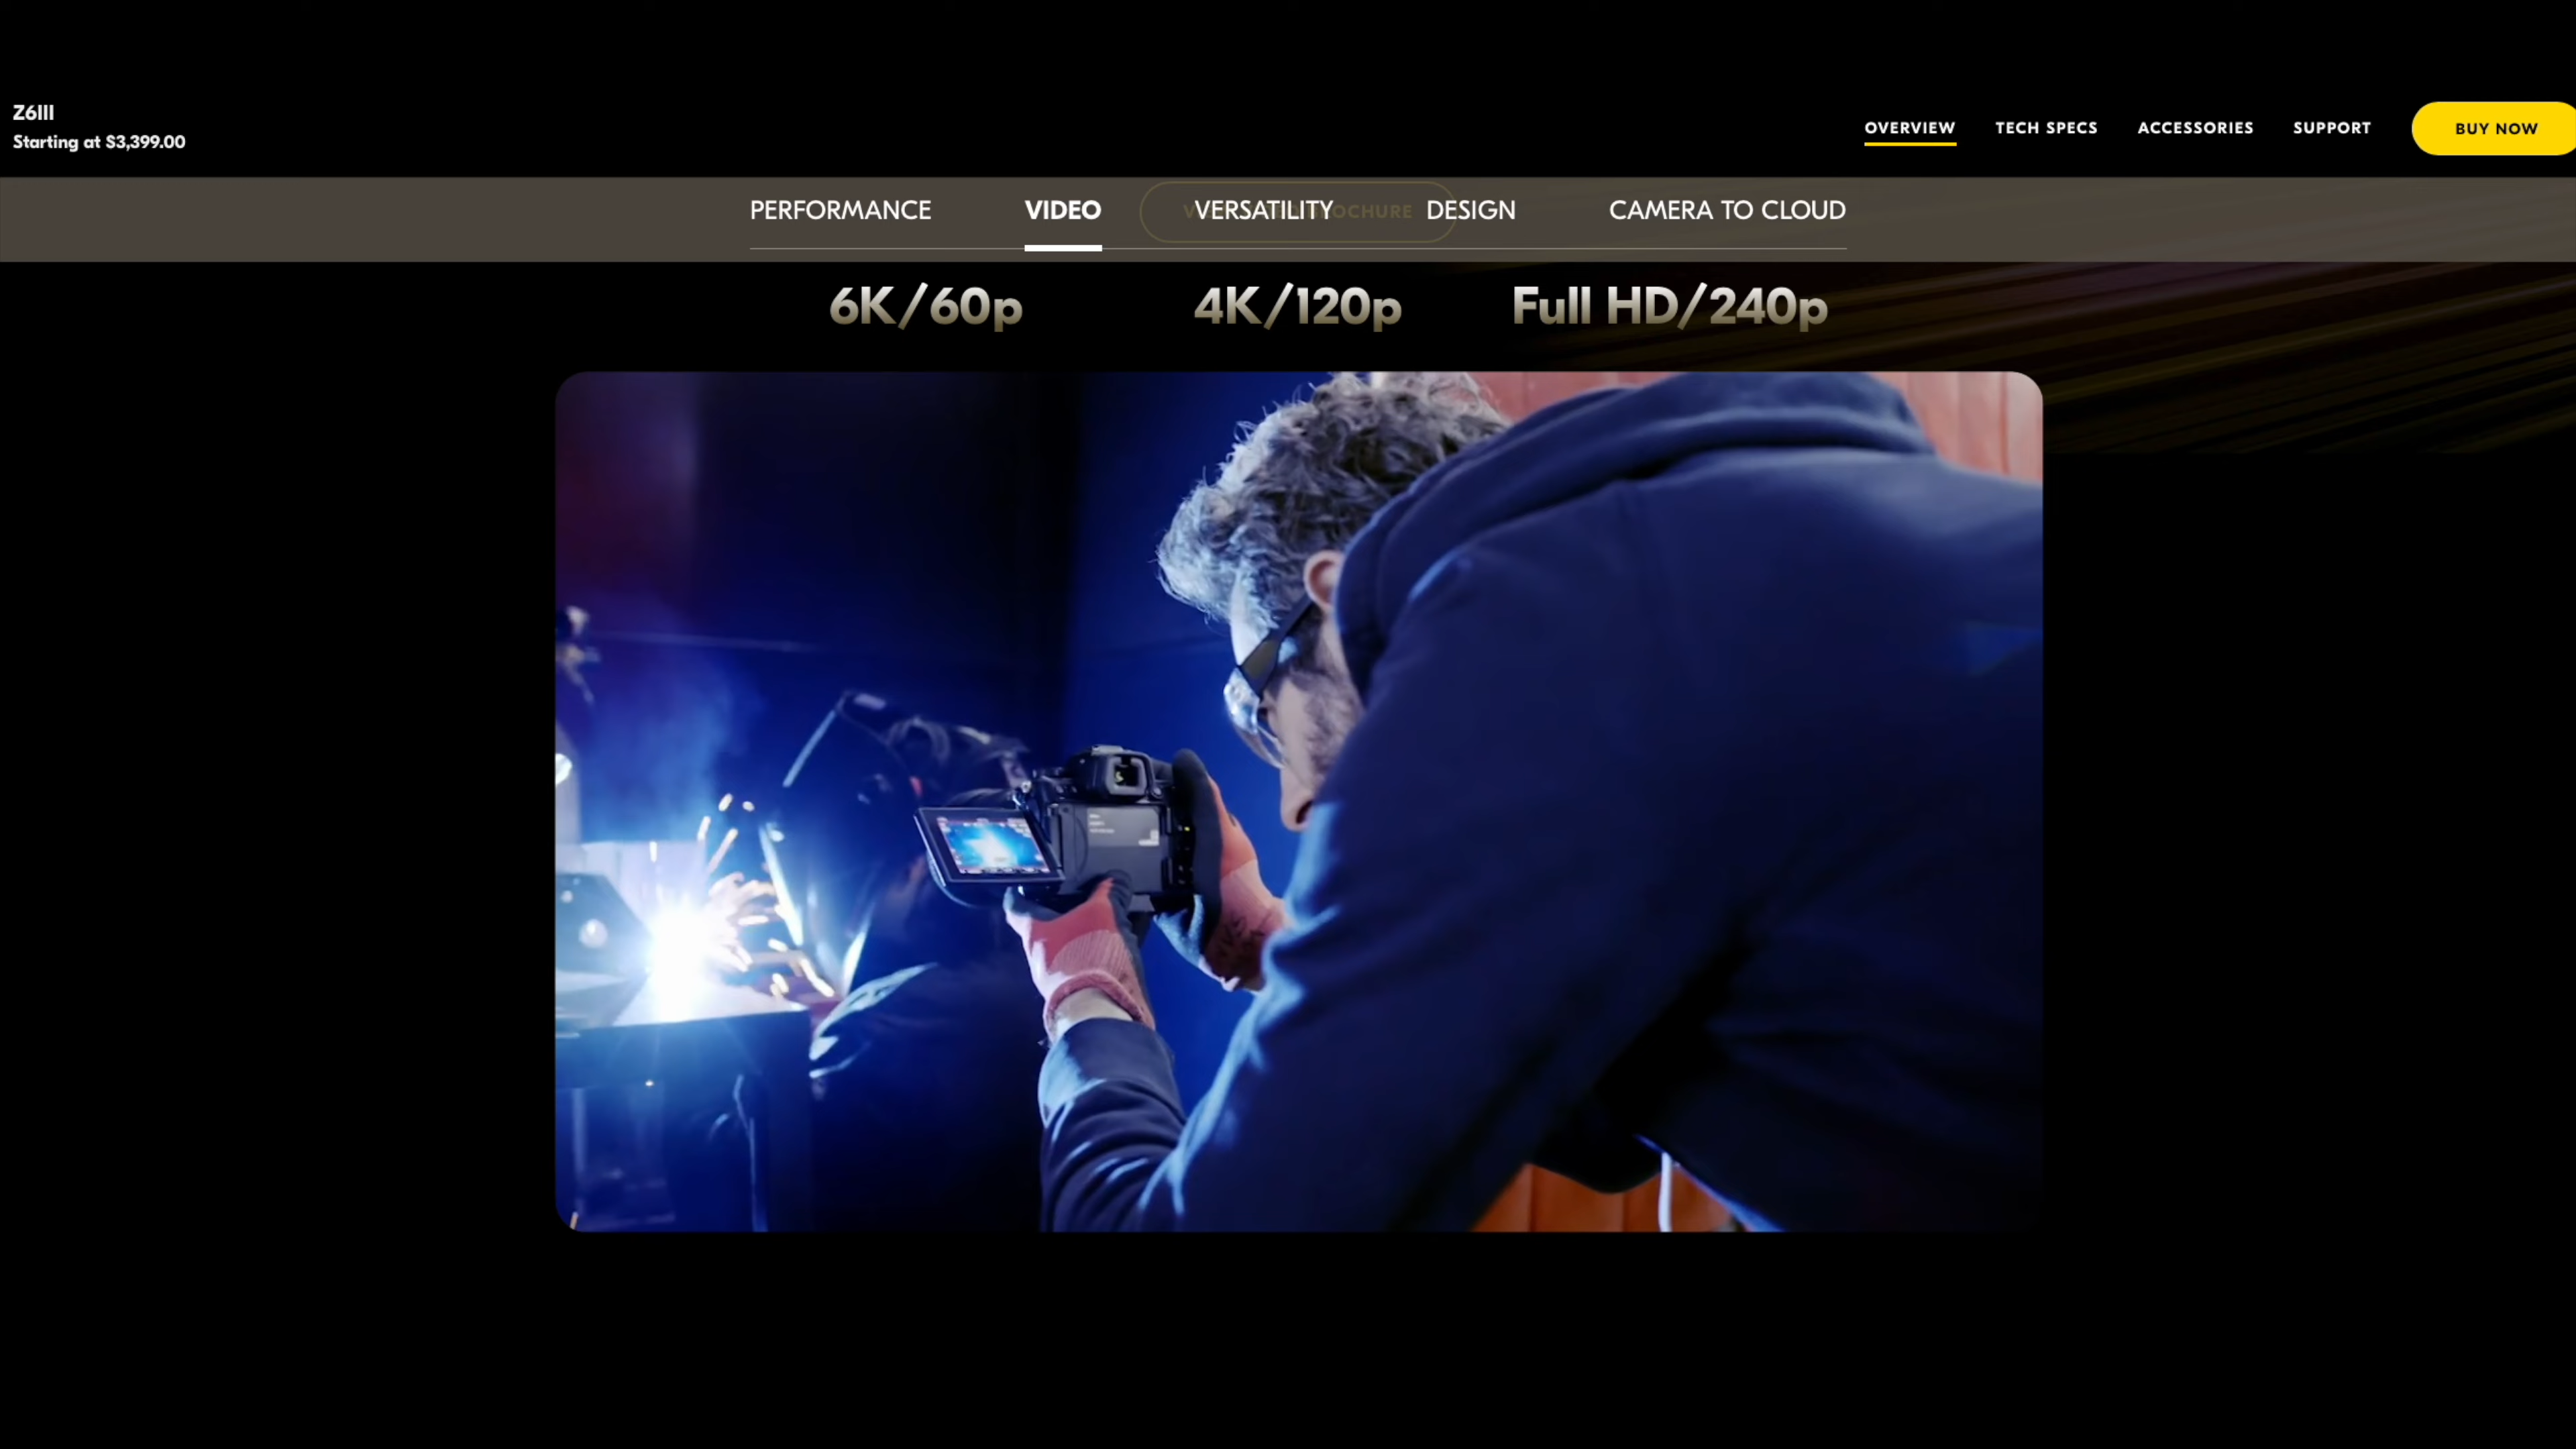 Z6III
Starting at $3,399.00
OVERVIEW TECH SPECS ACCESSORIES SUPPORT BUY NOW
PERFORMANCE VIDEO VERSATILITY DESIGN CAMERA TO CLOUD
6K/60p 4K/120p Full HD/240p